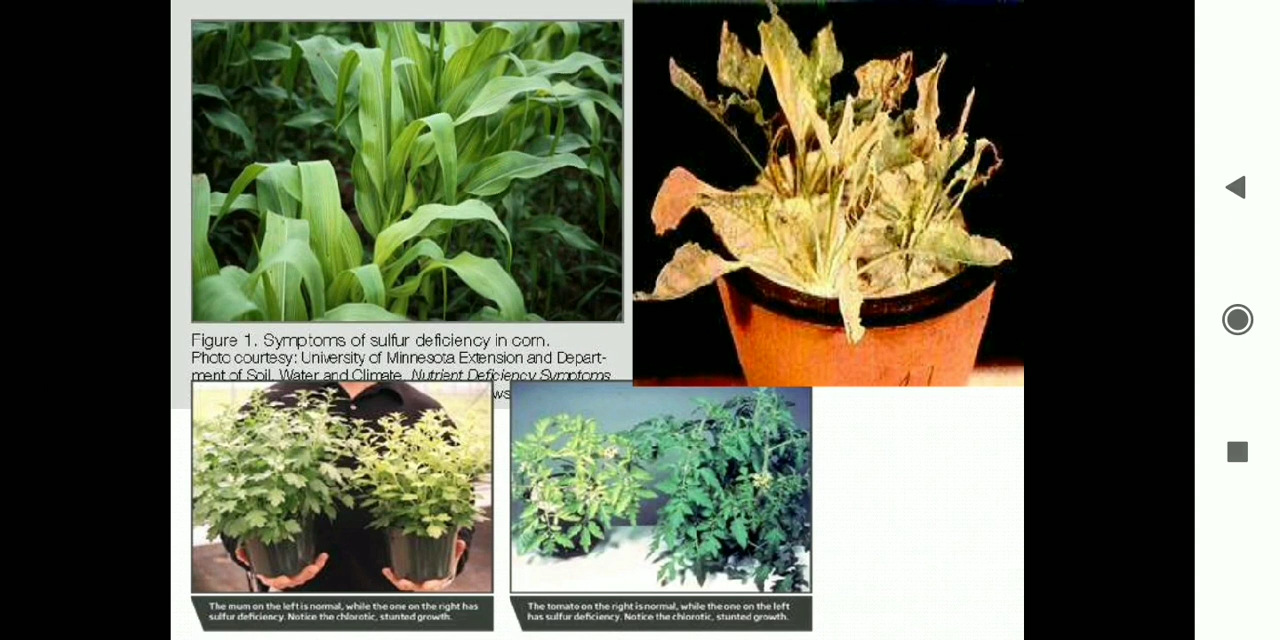 Figure 1. Symptoms of sulfur deficiency in corn.
Photo courtesy: University of Minnesota Extension and Depart-
ment of Soil, Water and Climate, Nutrient Deficiency Symptoms
The mum on the left is normal, while the one on the right has
sulfur deficiency. Notice the chlorotic, stunted growth.
The tomato on the right is normal, while the one on the left
has sulfur deficiency. Notice the chlorotic, stunted growth.